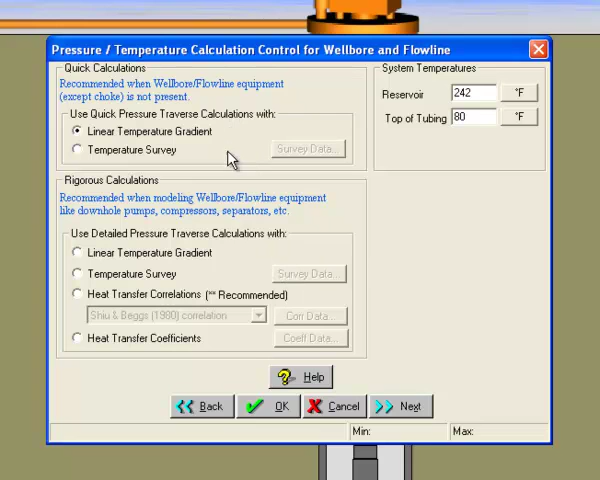 Pressure / Temperature Calculation Control for Wellbore and Flowline
Quick Calculations
Recommended when Wellbore/Flowline equipment
(except choke) is not present.
Use Quick Pressure Traverse Calculations with:
Linear Temperature Gradient
Temperature Survey
Survey Data...
System Temperatures
Reservoir 242 °F
Top of Tubing 80 °F
Rigorous Calculations
Recommended when modeling Wellbore/Flowline equipment
like downhole pumps, compressors, separators, etc.
Use Detailed Pressure Traverse Calculations with:
Linear Temperature Gradient
Temperature Survey
Survey Data...
Heat Transfer Correlations (** Recommended)
Shiu & Beggs (1980) correlation
Corr Data...
Heat Transfer Coefficients
Coeff Data...
Help
Back OK Cancel Next
Min: Max: